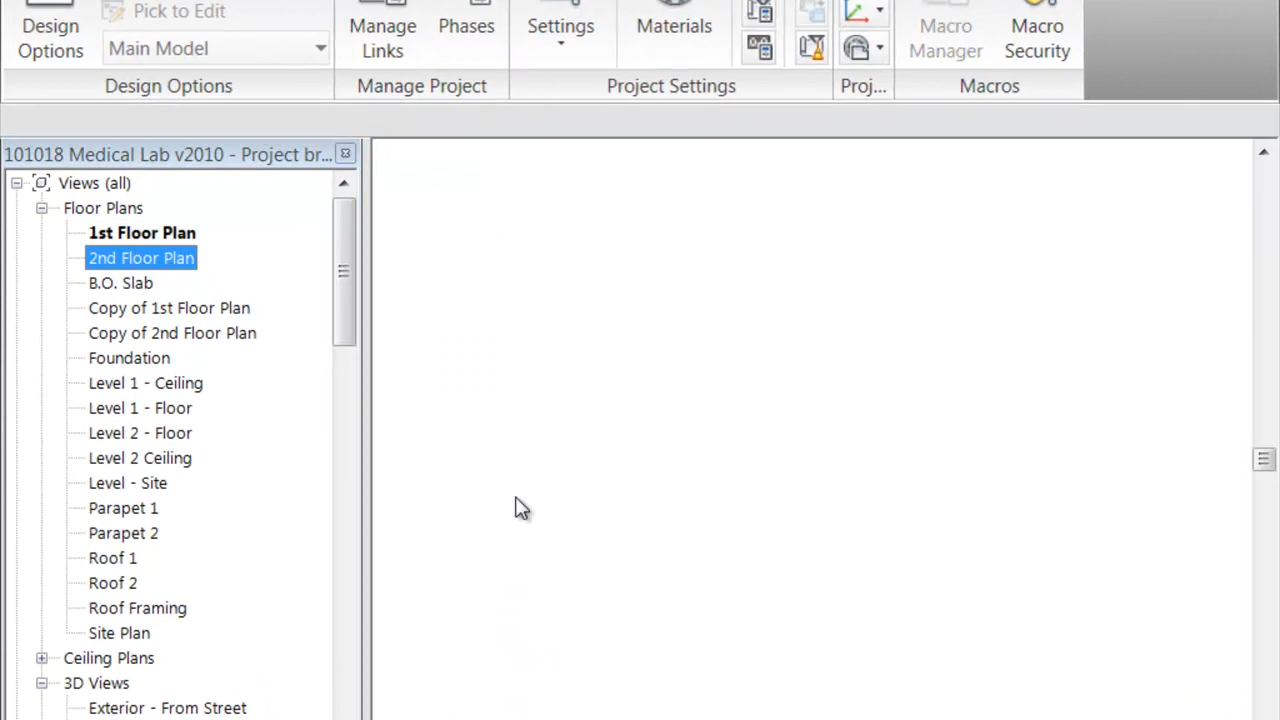 Pick to Edit
Design Options
Main Model
Manage Links
Phases
Settings
Materials
Macro Manager
Macro Security
Design Options
Manage Project
Project Settings
Proj...
Macros
101018 Medical Lab v2010 - Project br...
Views (all)
Floor Plans
1st Floor Plan
2nd Floor Plan
B.O. Slab
Copy of 1st Floor Plan
Copy of 2nd Floor Plan
Foundation
Level 1 - Ceiling
Level 1 - Floor
Level 2 - Floor
Level 2 Ceiling
Level - Site
Parapet 1
Parapet 2
Roof 1
Roof 2
Roof Framing
Site Plan
Ceiling Plans
3D Views
Exterior - From Street